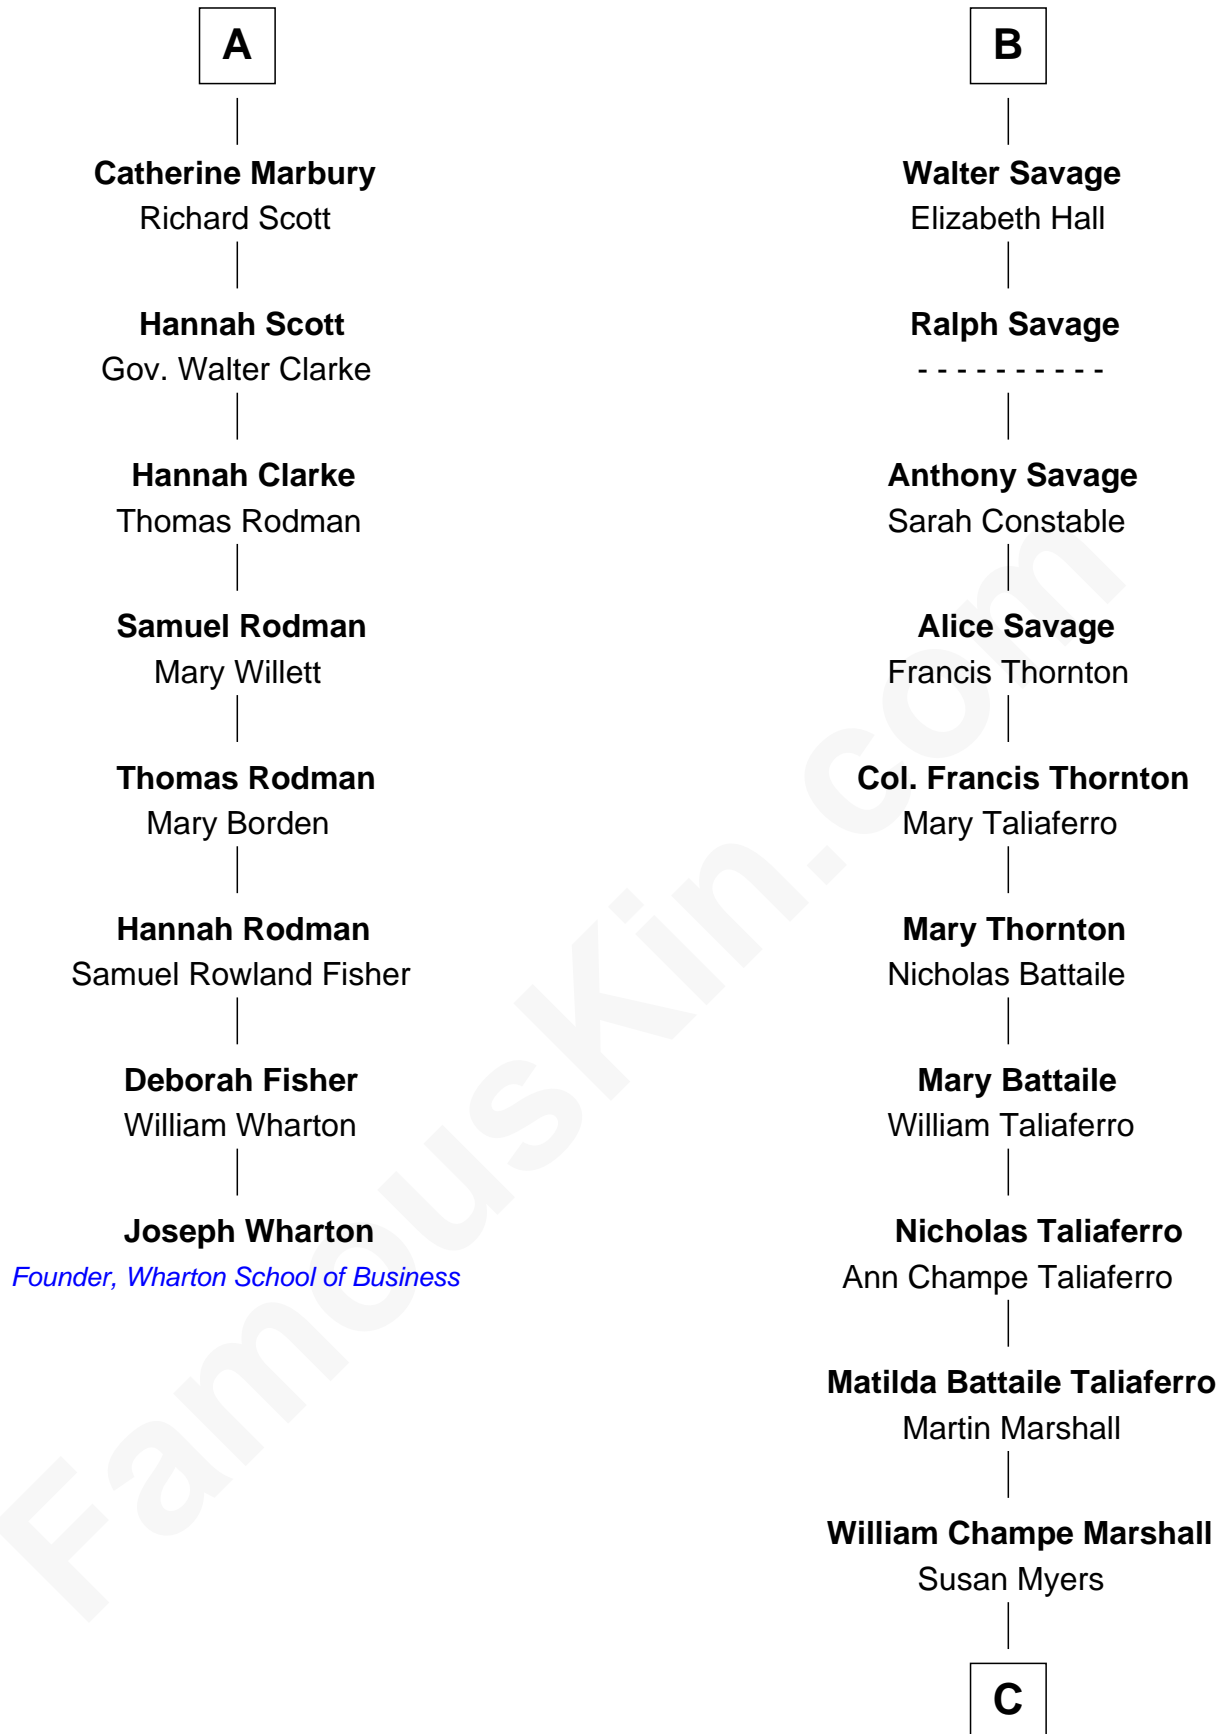 A
Catherine Marbury
Richard Scott
Hannah Scott
Gov. Walter Clarke
Hannah Clarke
Thomas Rodman
Samuel Rodman
Mary Willett
Thomas Rodman
Mary Borden
Hannah Rodman
Samuel Rowland Fisher
Deborah Fisher
William Wharton
Joseph Wharton
Founder, Wharton School of Business
B
Walter Savage
Elizabeth Hall
Ralph Savage
- - - - - - - - - -
Anthony Savage
Sarah Constable
Alice Savage
Francis Thornton
Col. Francis Thornton
Mary Taliaferro
Mary Thornton
Nicholas Battaile
Mary Battaile
William Taliaferro
Nicholas Taliaferro
Ann Champe Taliaferro
Matilda Battaile Taliaferro
Martin Marshall
William Champe Marshall
Susan Myers
C
FamousKin.com